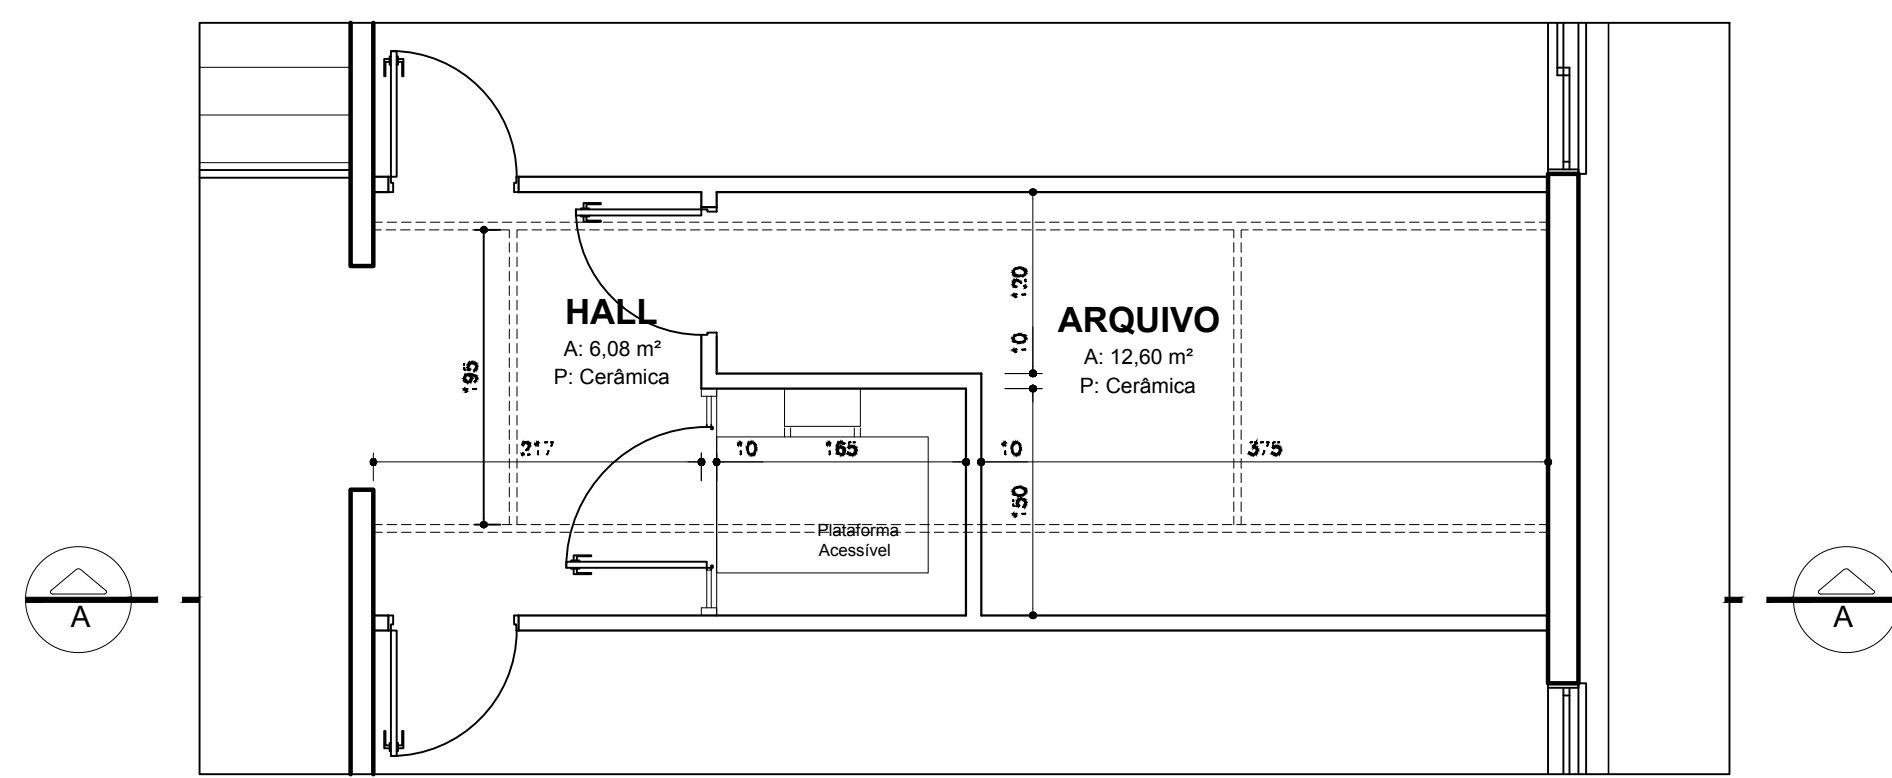 120
HALL
ARQUIVO
10
A: 6,08 m²
A: 12,60 m²
195
P: Cerâmica
P: Cerâmica
217
10
165
10
375
150
Plataforma
Acessível
A
A